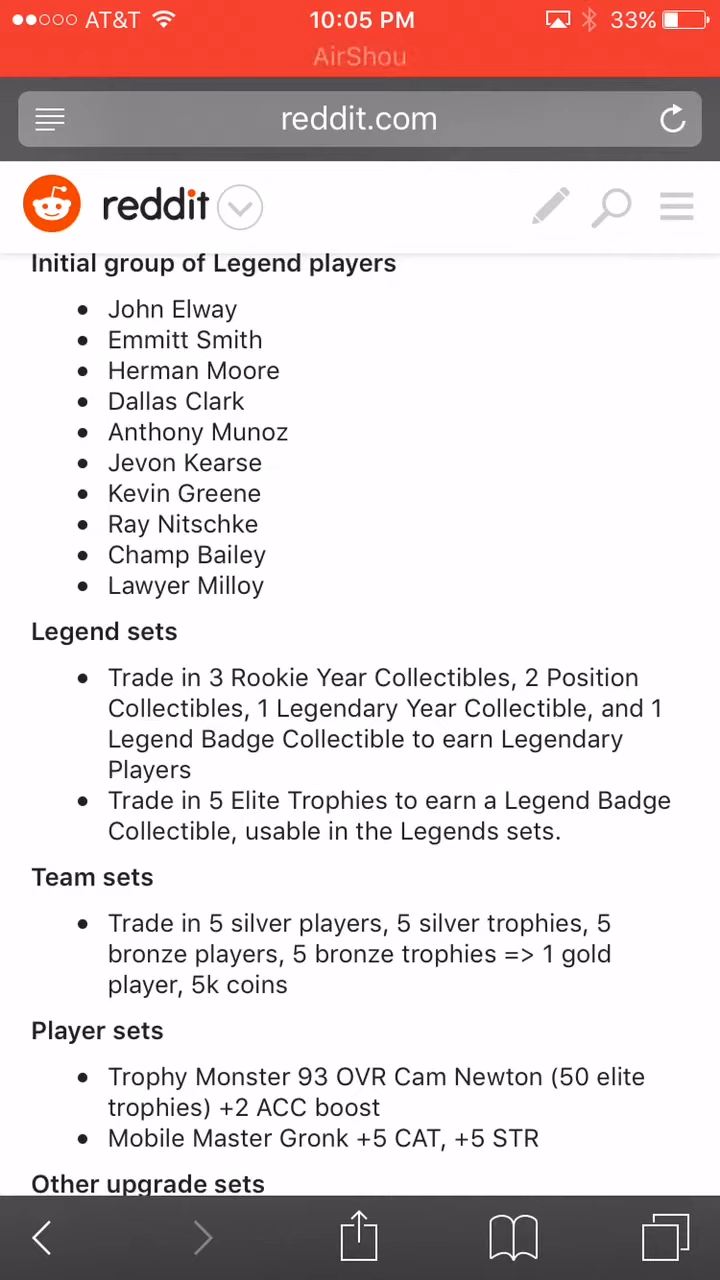 AT&T 10:05 PM 33%
AirShou
reddit.com
reddit
Initial group of Legend players
• John Elway
• Emmitt Smith
• Herman Moore
• Dallas Clark
• Anthony Munoz
• Jevon Kearse
• Kevin Greene
• Ray Nitschke
• Champ Bailey
• Lawyer Milloy
Legend sets
• Trade in 3 Rookie Year Collectibles, 2 Position
Collectibles, 1 Legendary Year Collectible, and 1
Legend Badge Collectible to earn Legendary
Players
• Trade in 5 Elite Trophies to earn a Legend Badge
Collectible, usable in the Legends sets.
Team sets
• Trade in 5 silver players, 5 silver trophies, 5
bronze players, 5 bronze trophies => 1 gold
player, 5k coins
Player sets
• Trophy Monster 93 OVR Cam Newton (50 elite
trophies) +2 ACC boost
• Mobile Master Gronk +5 CAT, +5 STR
Other upgrade sets